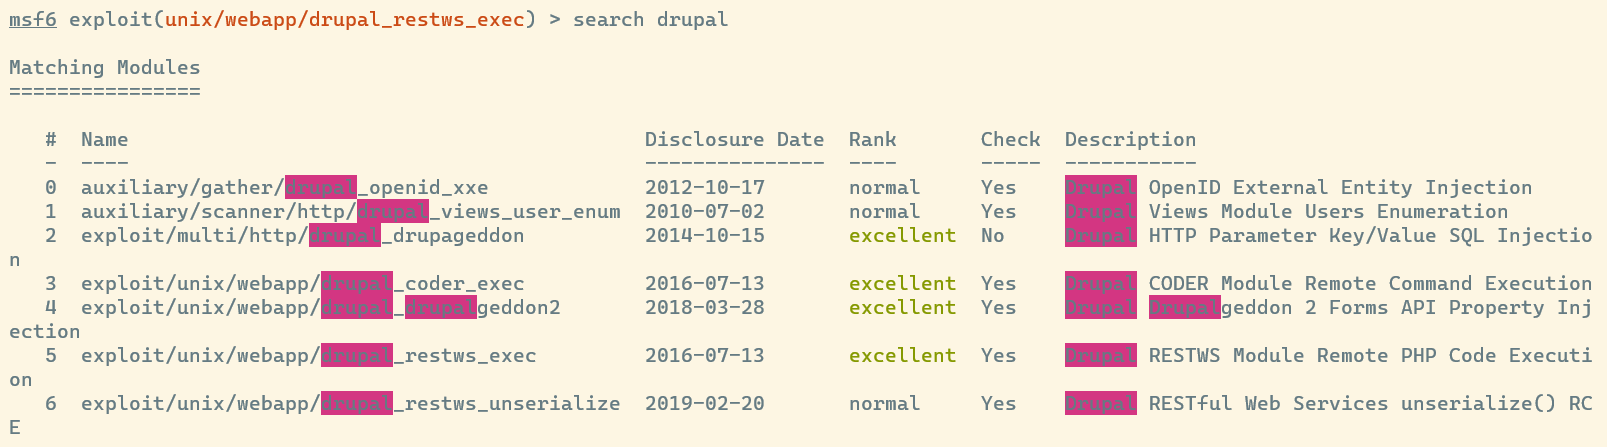 msf6 exploit(unix/webapp/drupal_restws_exec) > search drupal
Matching Modules
================
# Name Disclosure Date Rank Check Description
- ---- --------------- ---- ----- -----------
0 auxiliary/gather/drupal_openid_xxe 2012-10-17 normal Yes Drupal OpenID External Entity Injection
1 auxiliary/scanner/http/drupal_views_user_enum 2010-07-02 normal Yes Drupal Views Module Users Enumeration
2 exploit/multi/http/drupal_drupageddon 2014-10-15 excellent No Drupal HTTP Parameter Key/Value SQL Injectio
n
3 exploit/unix/webapp/drupal_coder_exec 2016-07-13 excellent Yes Drupal CODER Module Remote Command Execution
4 exploit/unix/webapp/drupal_drupalgeddon2 2018-03-28 excellent Yes Drupal Drupalgeddon 2 Forms API Property Inj
ection
5 exploit/unix/webapp/drupal_restws_exec 2016-07-13 excellent Yes Drupal RESTWS Module Remote PHP Code Executi
on
6 exploit/unix/webapp/drupal_restws_unserialize 2019-02-20 normal Yes Drupal RESTful Web Services unserialize() RC
E